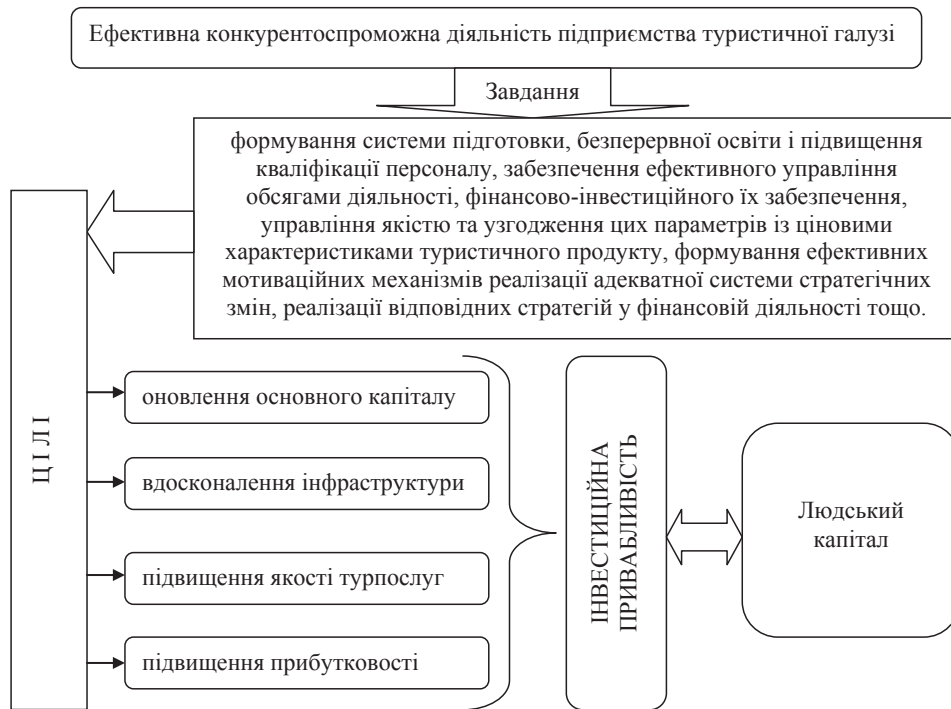 Ефективна конкурентоспроможна діяльність підприємства туристичної галузі
Завдання
формування системи підготовки, безперервної освіти і підвищення
кваліфікації персоналу, забезпечення ефективного управління
обсягами діяльності, фінансово-інвестиційного їх забезпечення,
управління якістю та узгодження цих параметрів із ціновими
характеристиками туристичного продукту, формування ефективних
мотиваційних механізмів реалізації адекватної системи стратегічних
змін, реалізації відповідних стратегій у фінансовій діяльності тощо.
Ц І Л І
оновлення основного капіталу
вдосконалення інфраструктури
підвищення якості турпослуг
підвищення прибутковості
ІНВЕСТИЦІЙНА
ПРИВАБЛИВІСТЬ
Людський
капітал